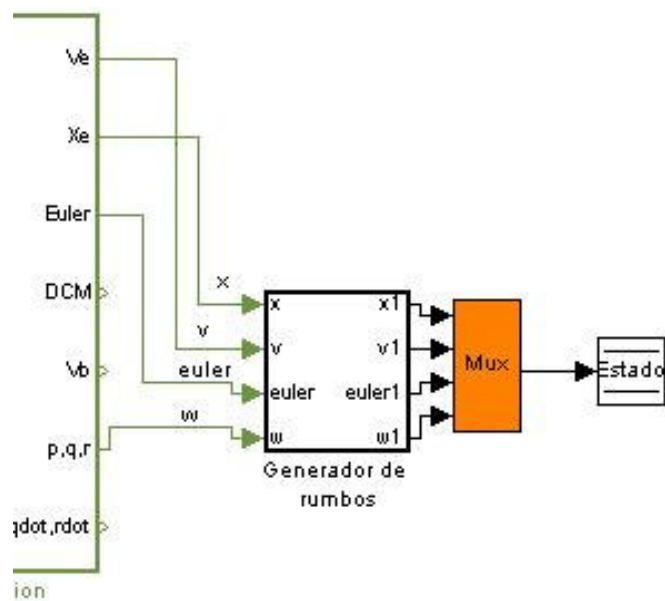 Ve
Xe
Euler
DCM
Vb
p,q,r
qdot,rdot
ion
x
v
euler
w
x
v
euler
w
x1
v1
euler1
w1
Generador de
rumbos
Mux
Estado